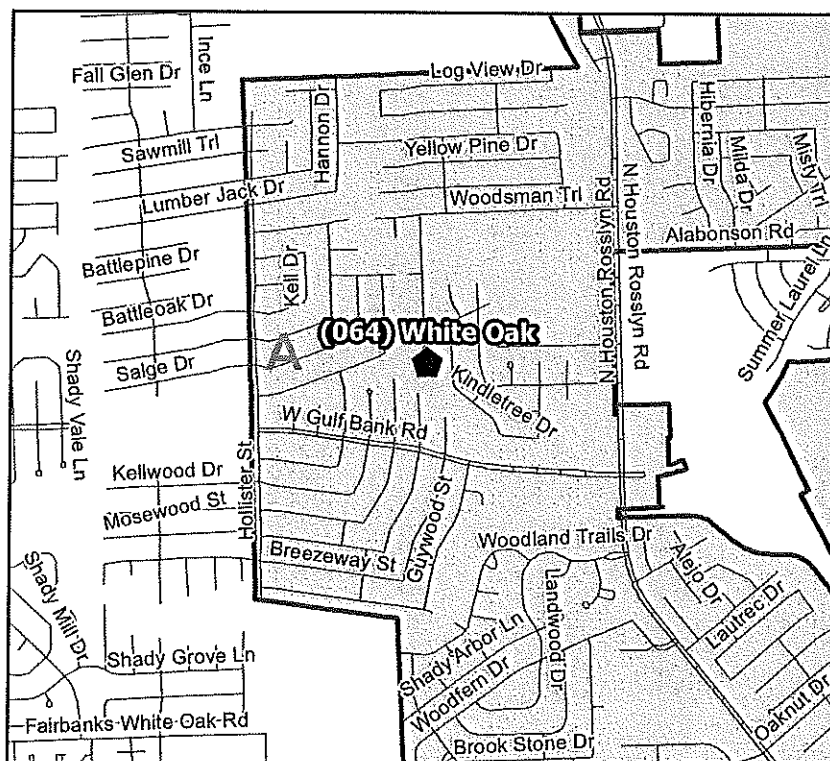 Ince Ln
Fall Glen Dr
Log View Dr
Hannon Dr
Hibernia Dr
Milda Dr
Misty Trl
Sawmill Trl
Yellow Pine Dr
Lumber Jack Dr
Woodsman Trl
N Houston Rosslyn Rd
N Houston Rosslyn Rd
Alabonson Rd
Battlepine Dr
Kell Dr
Battleoak Dr
Summer Laurel Ln
(064) White Oak
A
Salge Dr
Shady Vale Ln
Kindletree Dr
W Gulf Bank Rd
Kellwood Dr
Hollister St
Mosewood St
Guywood St
Woodland Trails Dr
Breezeway St
Alejo Dr
Shady Mill Dr
Landwood Dr
Lautrec Dr
Shady Arbor Ln
Shady Grove Ln
Woodfern Dr
Oaknut Dr
Fairbanks White Oak Rd
Brook Stone Dr